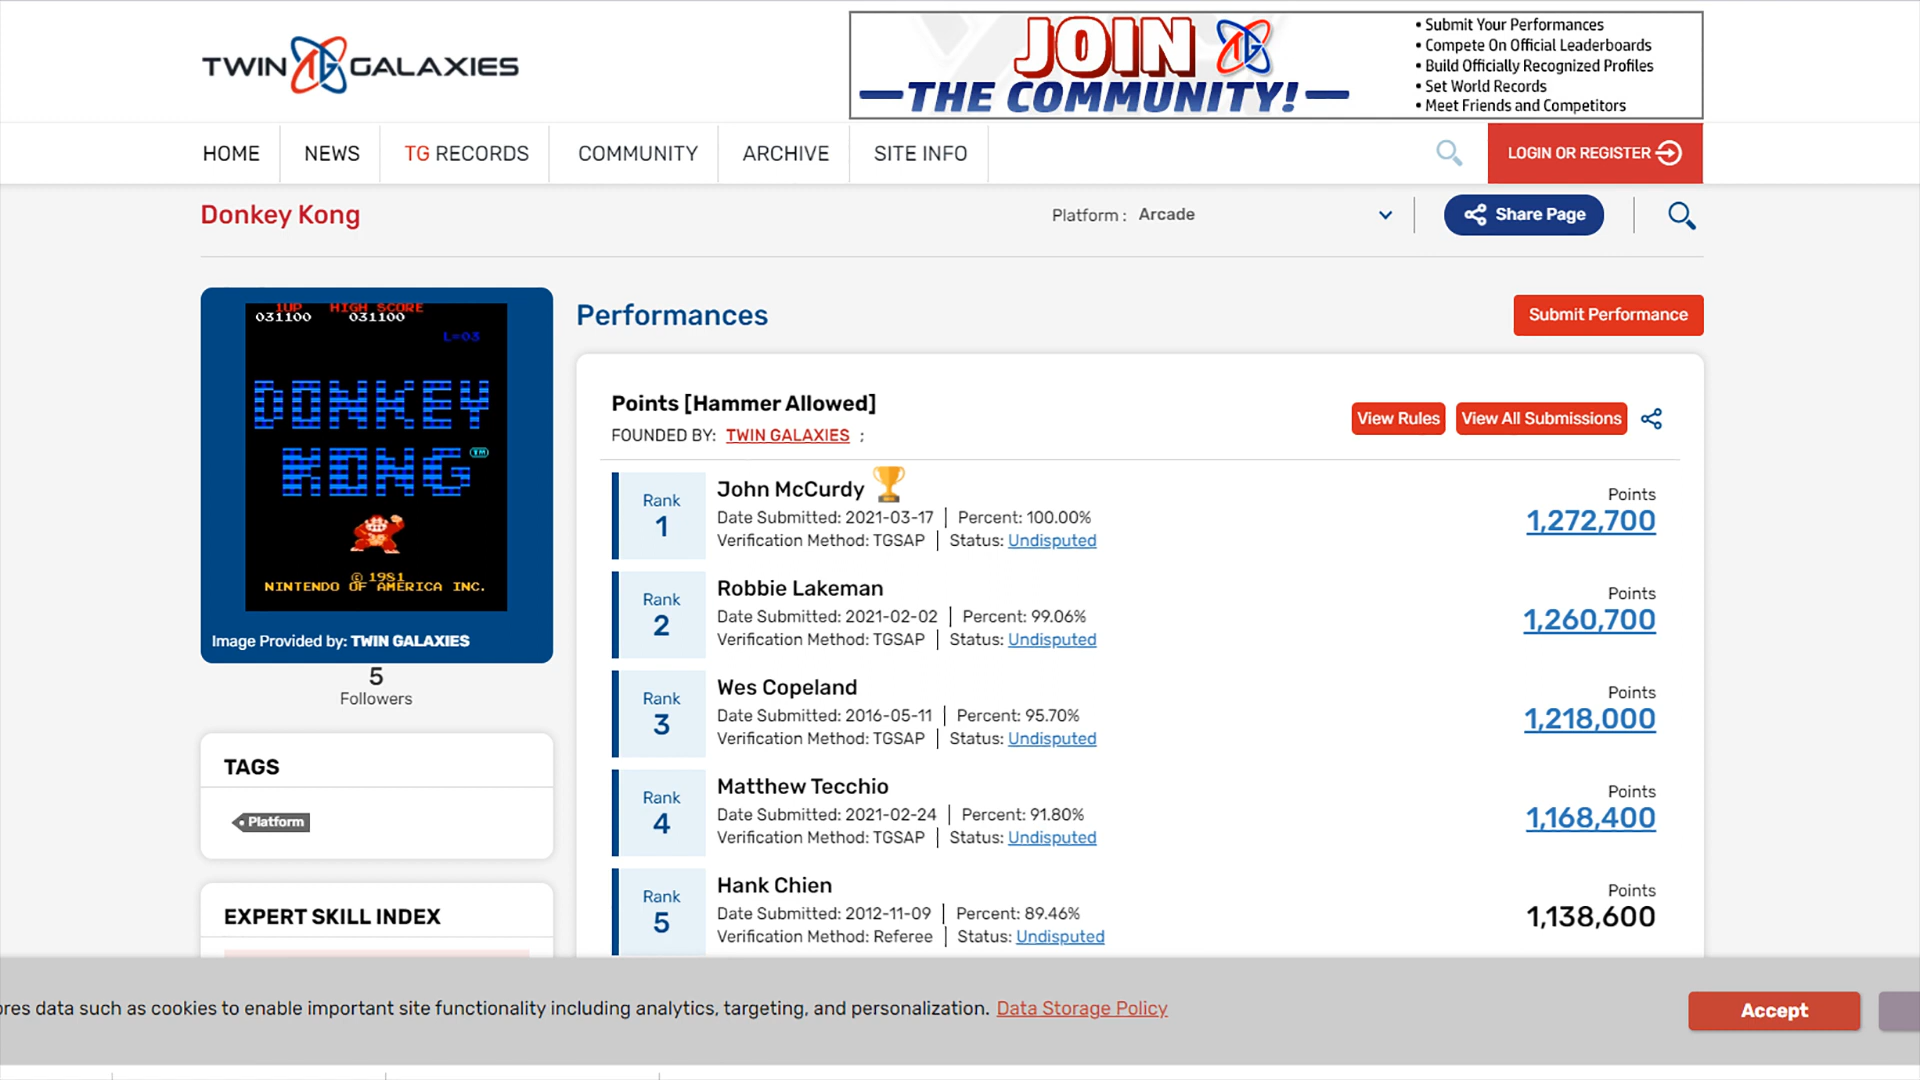 TWIN GALAXIES
JOIN
THE COMMUNITY!
• Submit Your Performances
• Compete On Official Leaderboards
• Build Officially Recognized Profiles
• Set World Records
• Meet Friends and Competitors
HOME NEWS TG RECORDS COMMUNITY ARCHIVE SITE INFO LOGIN OR REGISTER
Donkey Kong
Platform : Arcade
Share Page
1UP HIGH SCORE
031100 031100
L=03
DONKEY
KONG TM
© 1981
NINTENDO OF AMERICA INC.
Image Provided by: TWIN GALAXIES
5
Followers
TAGS
• Platform
EXPERT SKILL INDEX
Performances
Submit Performance
Points [Hammer Allowed]
FOUNDED BY: TWIN GALAXIES ;
View Rules View All Submissions
Rank
1
John McCurdy
Date Submitted: 2021-03-17 | Percent: 100.00%
Verification Method: TGSAP | Status: Undisputed
Points
1,272,700
Rank
2
Robbie Lakeman
Date Submitted: 2021-02-02 | Percent: 99.06%
Verification Method: TGSAP | Status: Undisputed
Points
1,260,700
Rank
3
Wes Copeland
Date Submitted: 2016-05-11 | Percent: 95.70%
Verification Method: TGSAP | Status: Undisputed
Points
1,218,000
Rank
4
Matthew Tecchio
Date Submitted: 2021-02-24 | Percent: 91.80%
Verification Method: TGSAP | Status: Undisputed
Points
1,168,400
Rank
5
Hank Chien
Date Submitted: 2012-11-09 | Percent: 89.46%
Verification Method: Referee | Status: Undisputed
Points
1,138,600
res data such as cookies to enable important site functionality including analytics, targeting, and personalization. Data Storage Policy
Accept